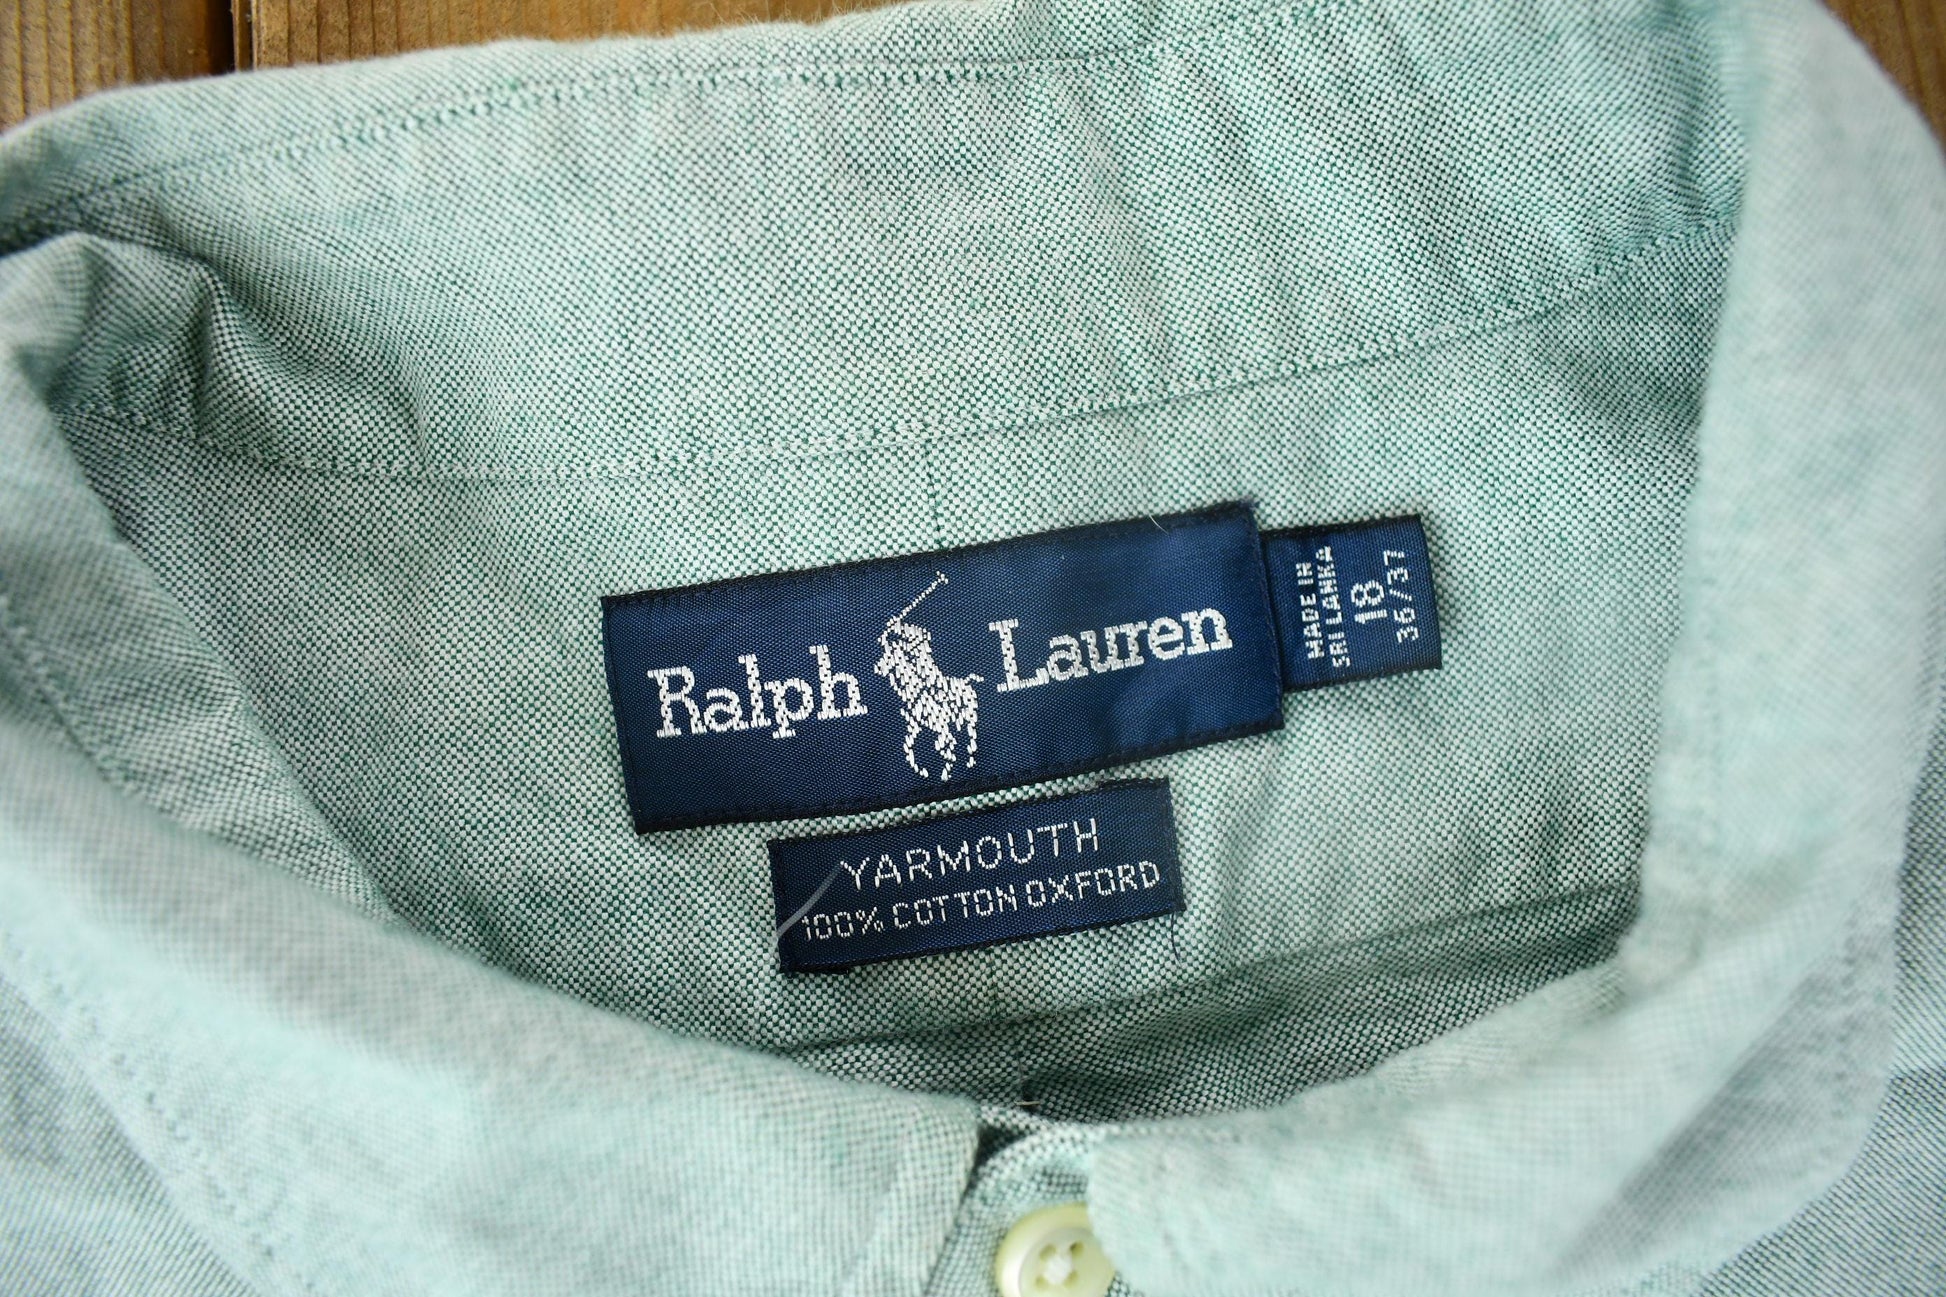 Ralph Lauren
MADE IN
SRI LANKA
18
36/37
YARMOUTH
100% COTTON OXFORD